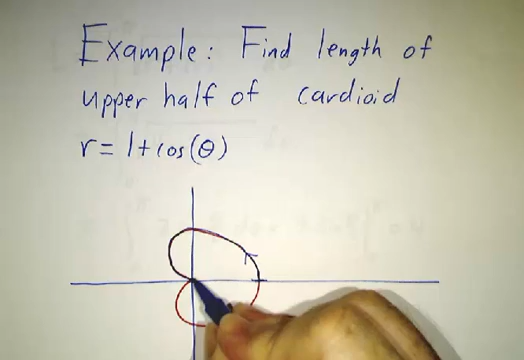 Example: Find length of
upper half of cardioid
r = 1 + cos(θ)